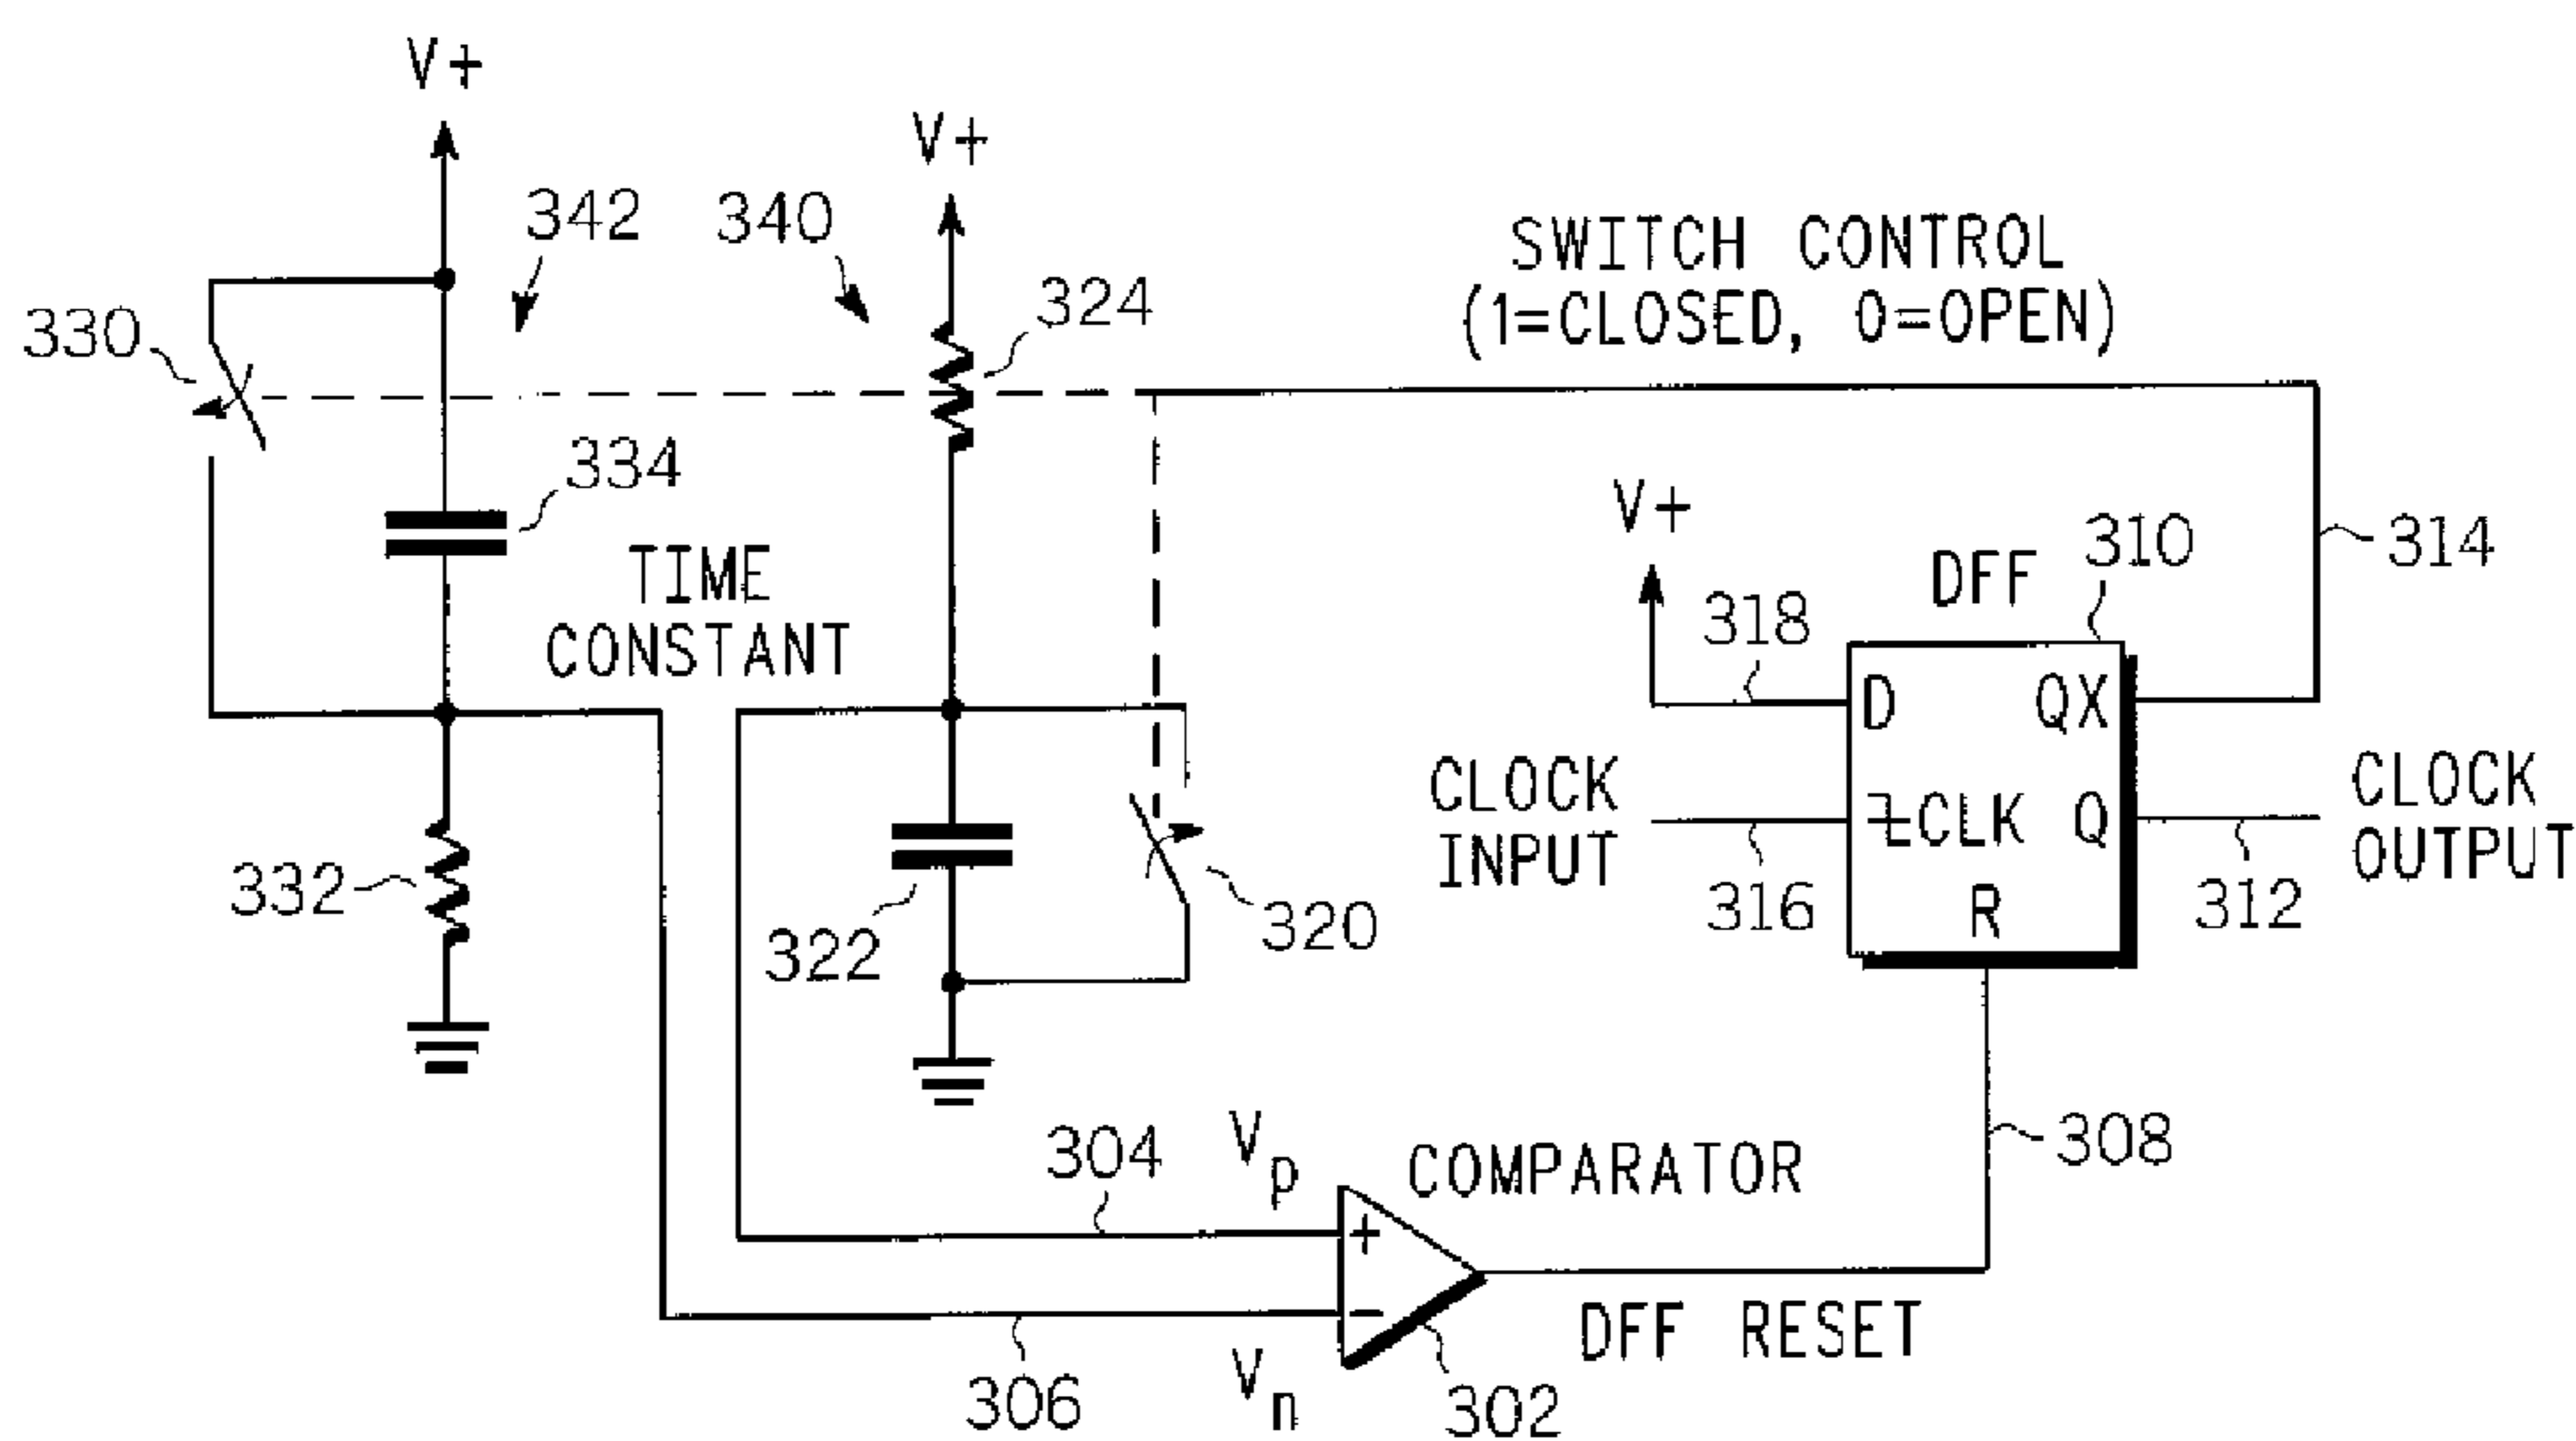 V+
V+
342
340
324
330
SWITCH CONTROL
(1=CLOSED, 0=OPEN)
334
V+
310
314
TIME
CONSTANT
DFF
318
D
QX
CLOCK
INPUT
CLK
Q
CLOCK
OUTPUT
316
R
312
332
322
320
304
Vp
COMPARATOR
308
+
−
DFF RESET
306
Vn
302